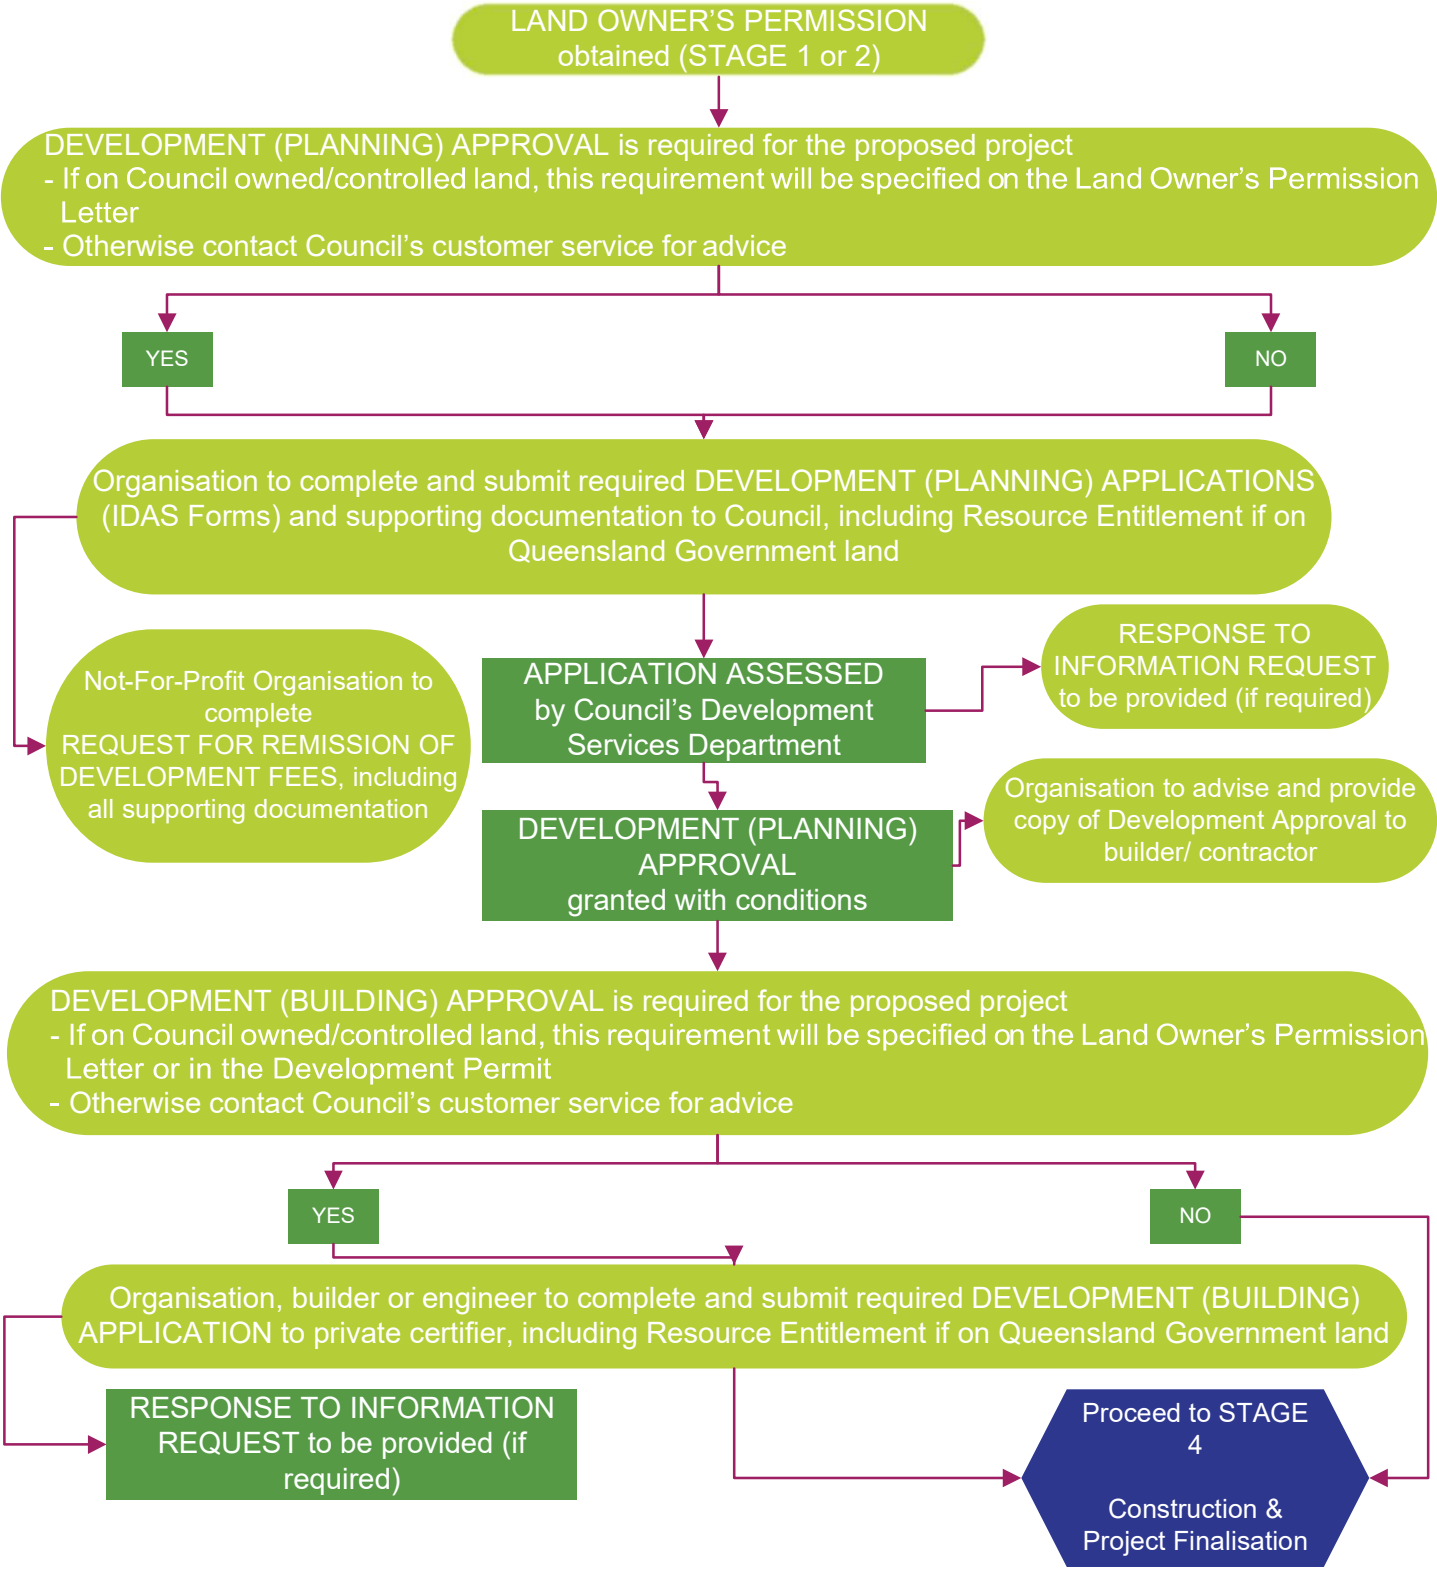 LAND OWNER’S PERMISSION
obtained (STAGE 1 or 2)
DEVELOPMENT (PLANNING) APPROVAL is required for the proposed project
- If on Council owned/controlled land, this requirement will be specified on the Land Owner’s Permission
Letter
- Otherwise contact Council’s customer service for advice
YES
NO
Organisation to complete and submit required DEVELOPMENT (PLANNING) APPLICATIONS
(IDAS Forms) and supporting documentation to Council, including Resource Entitlement if on
Queensland Government land
Not-For-Profit Organisation to
complete
REQUEST FOR REMISSION OF
DEVELOPMENT FEES, including
all supporting documentation
APPLICATION ASSESSED
by Council’s Development
Services Department
RESPONSE TO
INFORMATION REQUEST
to be provided (if required)
DEVELOPMENT (PLANNING)
APPROVAL
granted with conditions
Organisation to advise and provide
copy of Development Approval to
builder/ contractor
DEVELOPMENT (BUILDING) APPROVAL is required for the proposed project
- If on Council owned/controlled land, this requirement will be specified on the Land Owner’s Permission
Letter or in the Development Permit
- Otherwise contact Council’s customer service for advice
YES
NO
Organisation, builder or engineer to complete and submit required DEVELOPMENT (BUILDING)
APPLICATION to private certifier, including Resource Entitlement if on Queensland Government land
RESPONSE TO INFORMATION
REQUEST to be provided (if
required)
Proceed to STAGE
4
Construction &
Project Finalisation